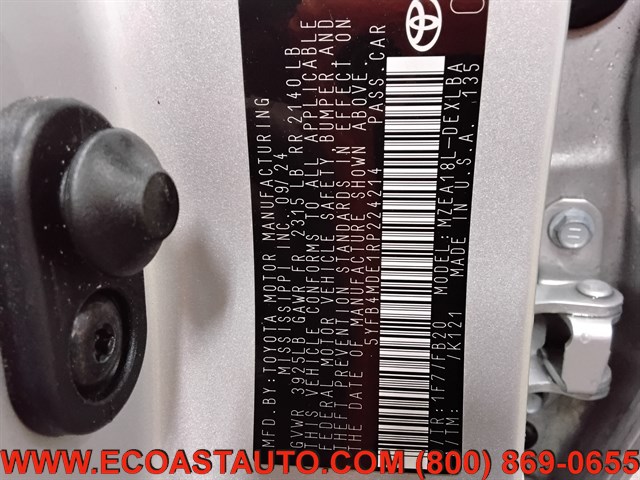 MFD.BY:TOYOTA MOTOR MANUFACTURING
MISSISSIPPI INC. 09/24
GVWR 3925LB GAWR FR 2315 LB RR 2140 LB
THIS VEHICLE CONFORMS TO ALL APPLICABLE
FEDERAL MOTOR VEHICLE SAFETY, BUMPER,AND
THEFT PREVENTION STANDARDS IN EFFECT ON
THE DATE OF MANUFACTURE SHOWN ABOVE.
5YFB4MDE1RP224214 PASS.CAR
/TR: 1F7/FB20 MODEL: MZEA18L-DEXLBA
/TM: /K121 MADE IN U.S.A. 135
WWW.ECOASTAUTO.COM (800) 869-0655